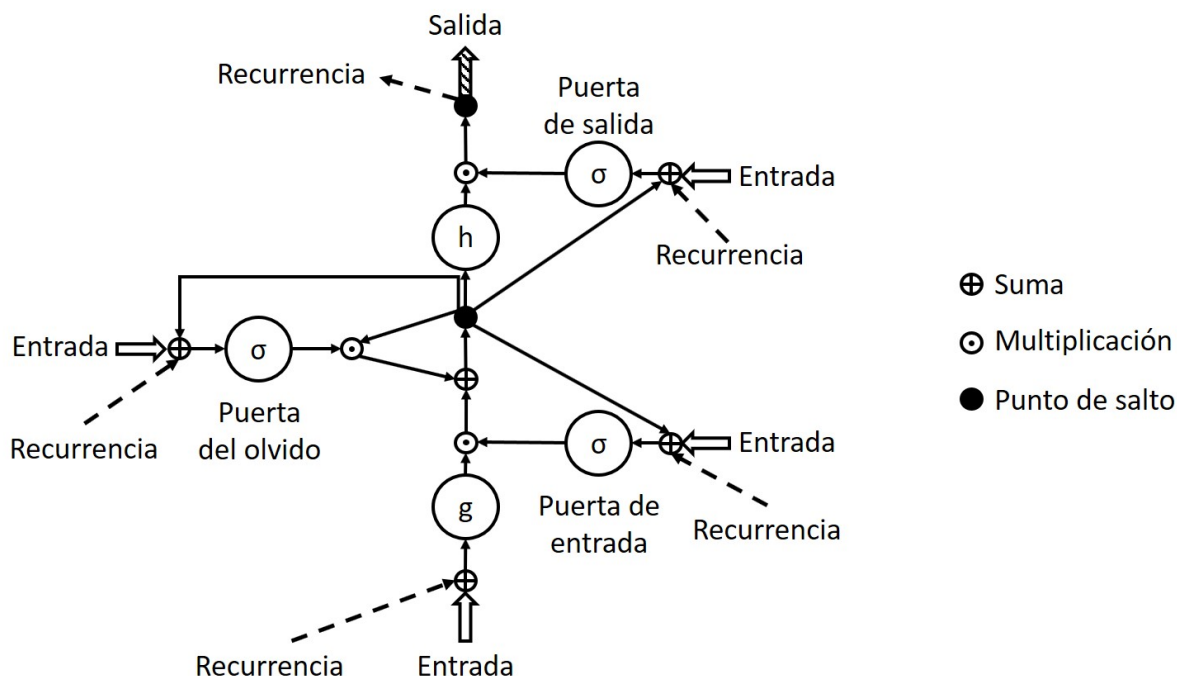 Salida
Recurrencia
Puerta
de salida
σ
Entrada
h
Recurrencia
Suma
Entrada
σ
Multiplicación
Punto de salto
Puerta
del olvido
Recurrencia
σ
Entrada
g
Puerta de
entrada
Recurrencia
Recurrencia
Entrada